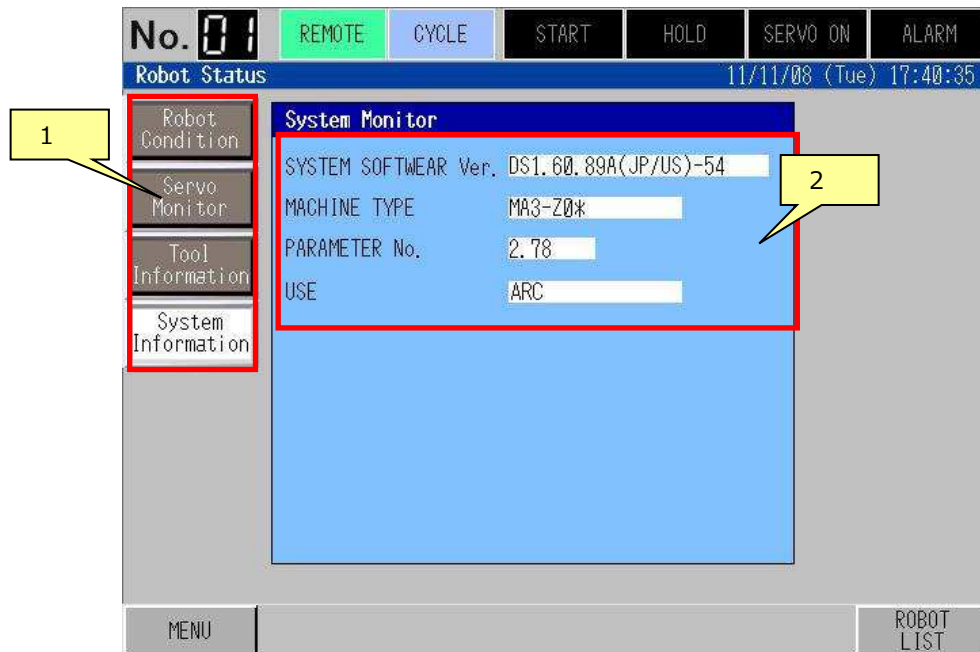 No. 01 REMOTE CYCLE START HOLD SERVO ON ALARM
Robot Status 11/11/08 (Tue) 17:40:35
Robot
Condition
1
Servo
Monitor
Tool
Information
System
Information
System Monitor
SYSTEM SOFTWEAR Ver. DS1.60.89A(JP/US)-54
MACHINE TYPE MA3-Z0*
PARAMETER No. 2.78
USE ARC
2
MENU
ROBOT
LIST